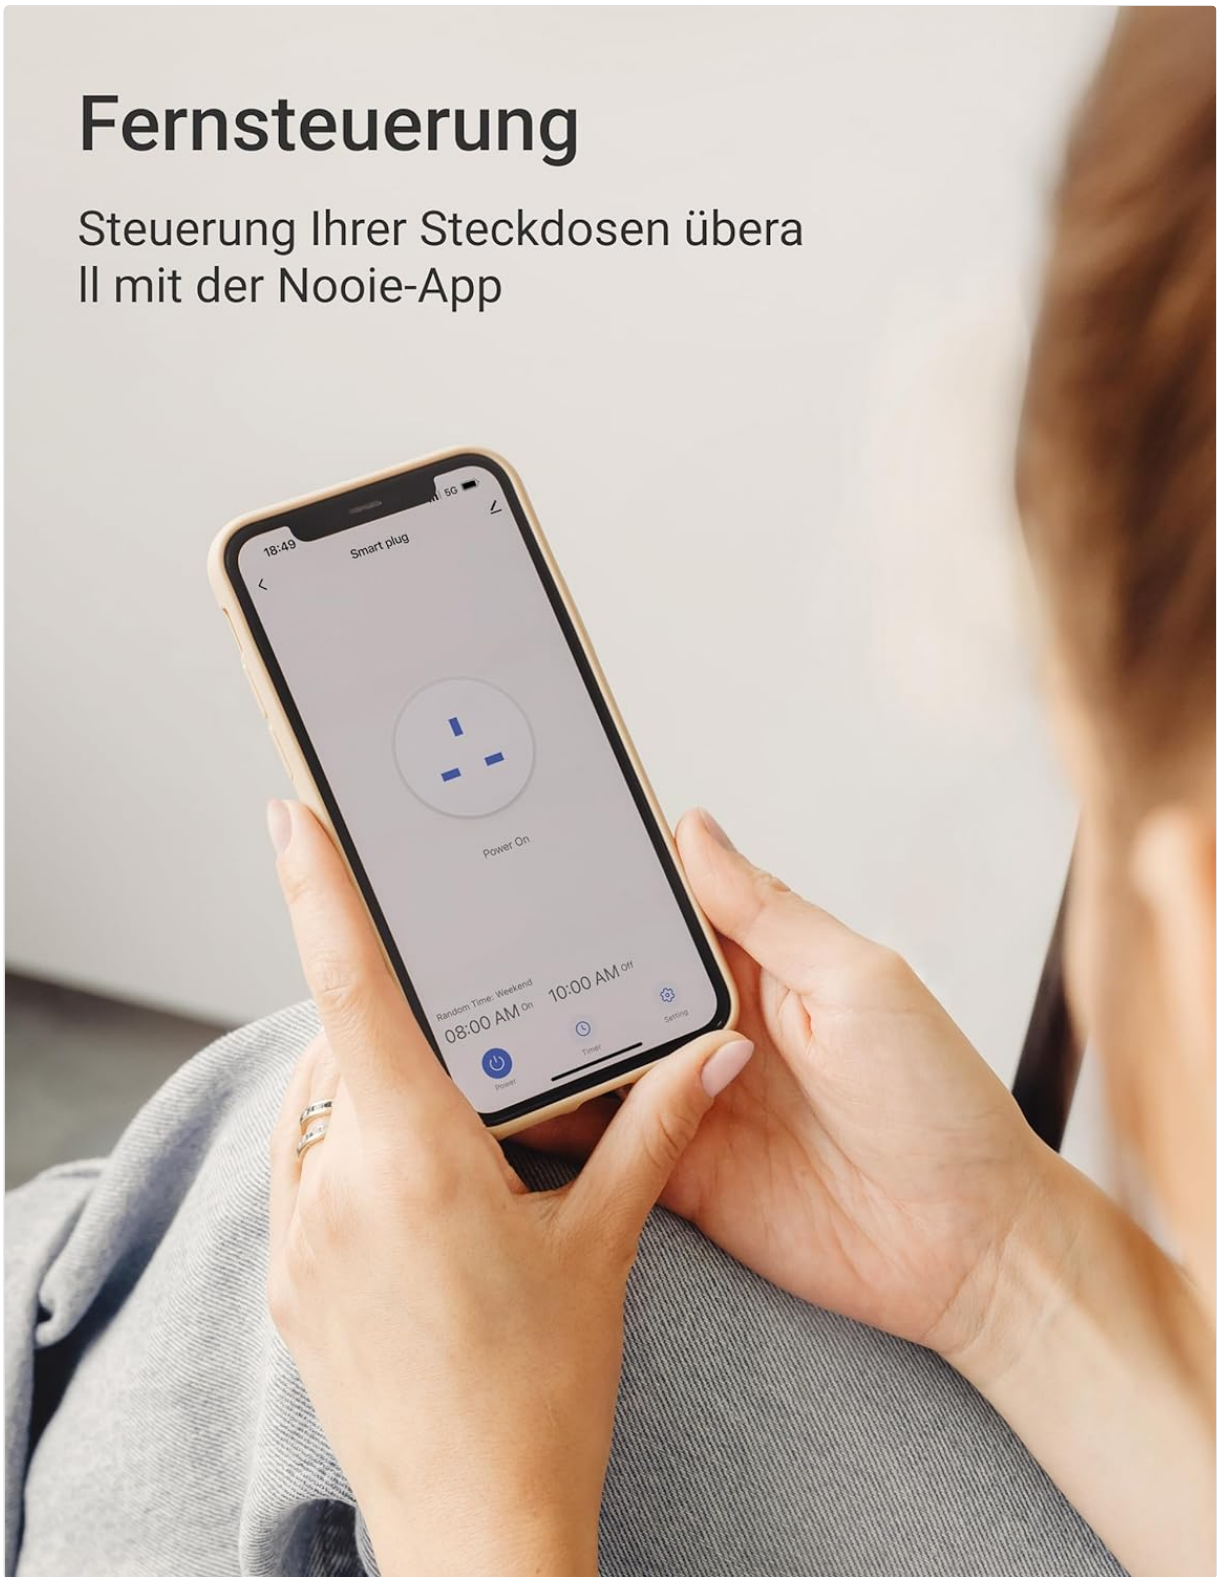 Fernsteuerung
Steuerung Ihrer Steckdosen übera
ll mit der Nooie-App
18:49
5G
Smart plug
Power On
Random Time: Weekend
08:00 AM On
10:00 AM Off
Power
Timer
Setting